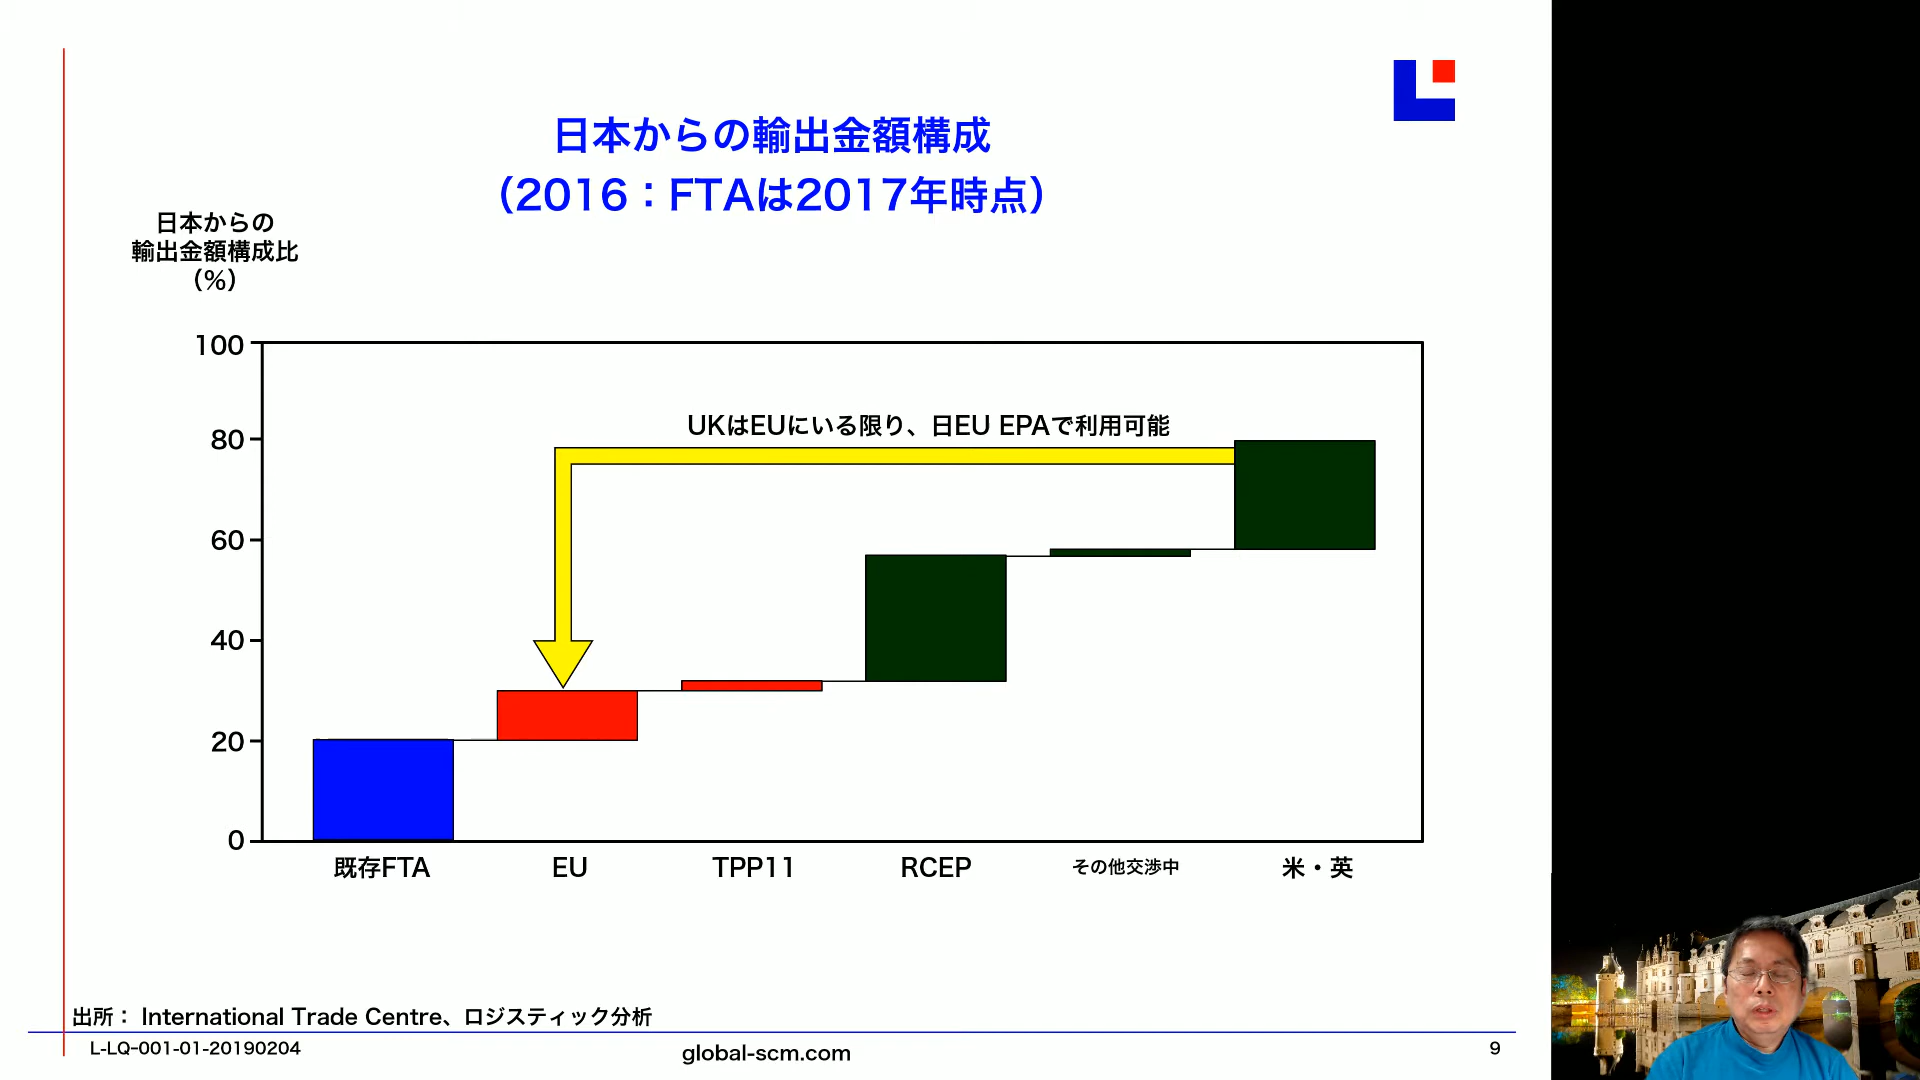 日本からの輸出金額構成
（2016：FTAは2017年時点）
日本からの
輸出金額構成比
（%）
100
80
60
40
20
0
UKはEUにいる限り、日EU EPAで利用可能
既存FTA
EU
TPP11
RCEP
その他交渉中
米・英
出所： International Trade Centre、ロジスティック分析
L-LQ-001-01-20190204
global-scm.com
9